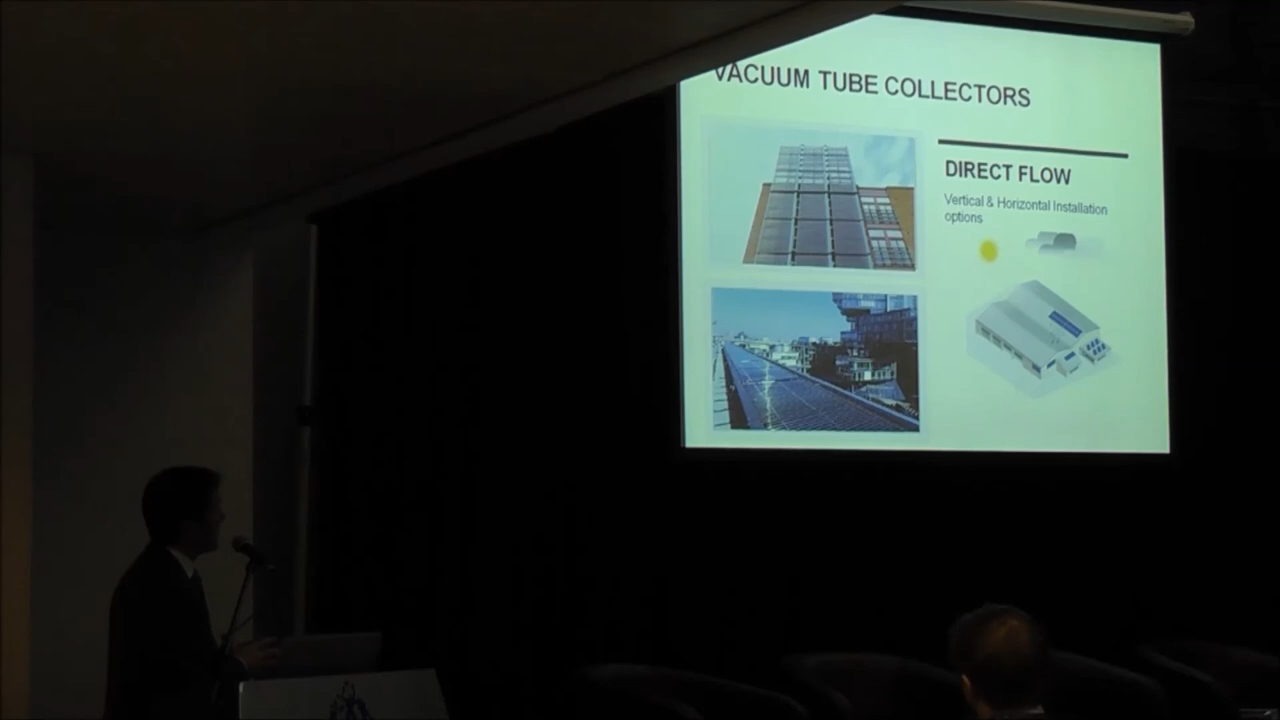 VACUUM TUBE COLLECTORS
DIRECT FLOW
Vertical & Horizontal Installation
options